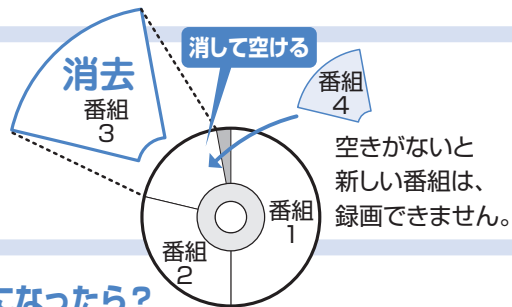 消去
番組
3
消して空ける
番組
4
空きがないと
新しい番組は、
録画できません。
番組
1
番組
2
なったら?